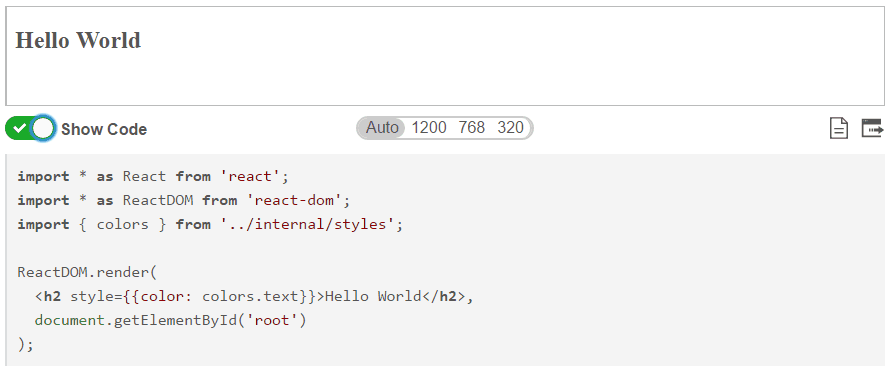 Hello World
Show Code
Auto 1200 768 320
import * as React from 'react';
import * as ReactDOM from 'react-dom';
import { colors } from '../internal/styles';

ReactDOM.render(
  <h2 style={{color: colors.text}}>Hello World</h2>,
  document.getElementById('root')
);